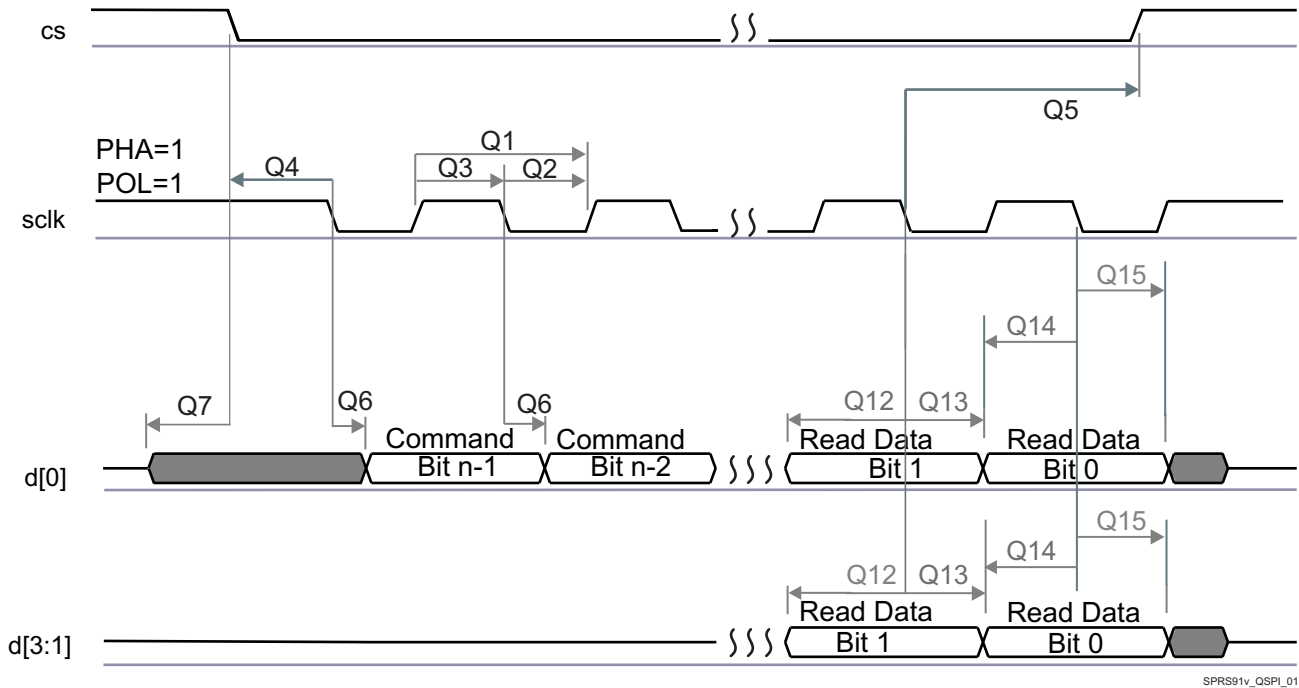 cs
Q5
PHA=1
POL=1
Q1
Q4
Q3
Q2
sclk
Q15
Q14
Q7
Q6
Q6
Q12
Q13
Command
Command
Read Data
Read Data
d[0]
Bit n-1
Bit n-2
Bit 1
Bit 0
Q15
Q14
Q12
Q13
Read Data
Read Data
d[3:1]
Bit 1
Bit 0
SPRS91v_QSPI_01